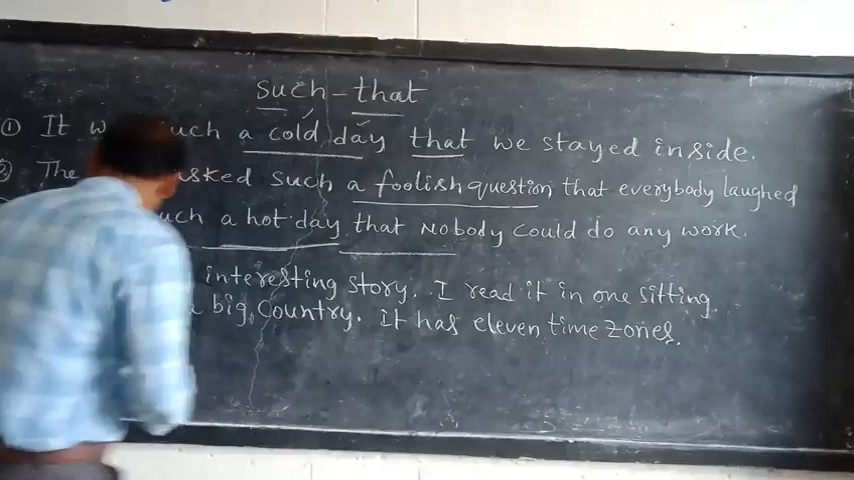 such - that
① It w uch a cold day that we stayed inside.
② The asked such a foolish question that everybody laughed
uch a hot day that nobody could do any work.
interesting story. I read it in one sitting.
a big country. It has eleven time zones.